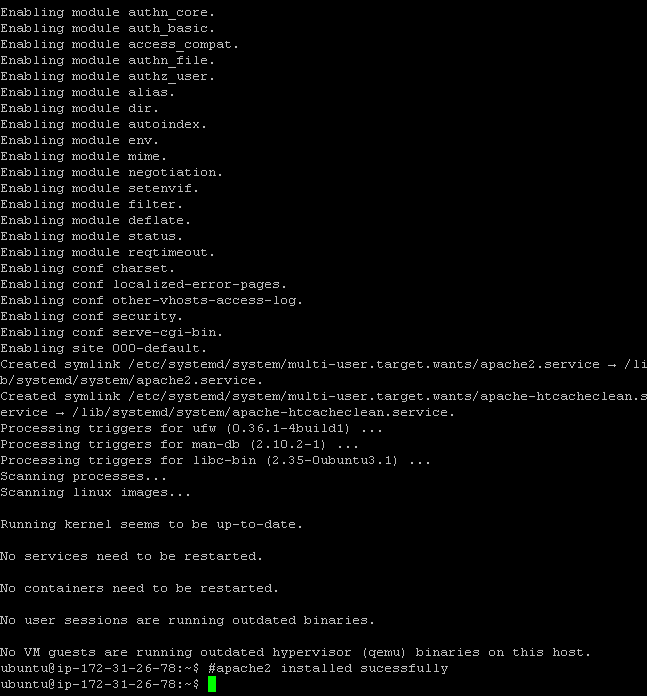 Enabling module authn_core.
Enabling module auth_basic.
Enabling module access_compat.
Enabling module authn_file.
Enabling module authz_user.
Enabling module alias.
Enabling module dir.
Enabling module autoindex.
Enabling module env.
Enabling module mime.
Enabling module negotiation.
Enabling module setenvif.
Enabling module filter.
Enabling module deflate.
Enabling module status.
Enabling module reqtimeout.
Enabling conf charset.
Enabling conf localized-error-pages.
Enabling conf other-vhosts-access-log.
Enabling conf security.
Enabling conf serve-cgi-bin.
Enabling site 000-default.
Created symlink /etc/systemd/system/multi-user.target.wants/apache2.service → /li
b/systemd/system/apache2.service.
Created symlink /etc/systemd/system/multi-user.target.wants/apache-htcacheclean.s
ervice → /lib/systemd/system/apache-htcacheclean.service.
Processing triggers for ufw (0.36.1-4build1) ...
Processing triggers for man-db (2.10.2-1) ...
Processing triggers for libc-bin (2.35-0ubuntu3.1) ...
Scanning processes...
Scanning linux images...
Running kernel seems to be up-to-date.
No services need to be restarted.
No containers need to be restarted.
No user sessions are running outdated binaries.
No VM guests are running outdated hypervisor (qemu) binaries on this host.
ubuntu@ip-172-31-26-78:~$ #apache2 installed sucessfully
ubuntu@ip-172-31-26-78:~$